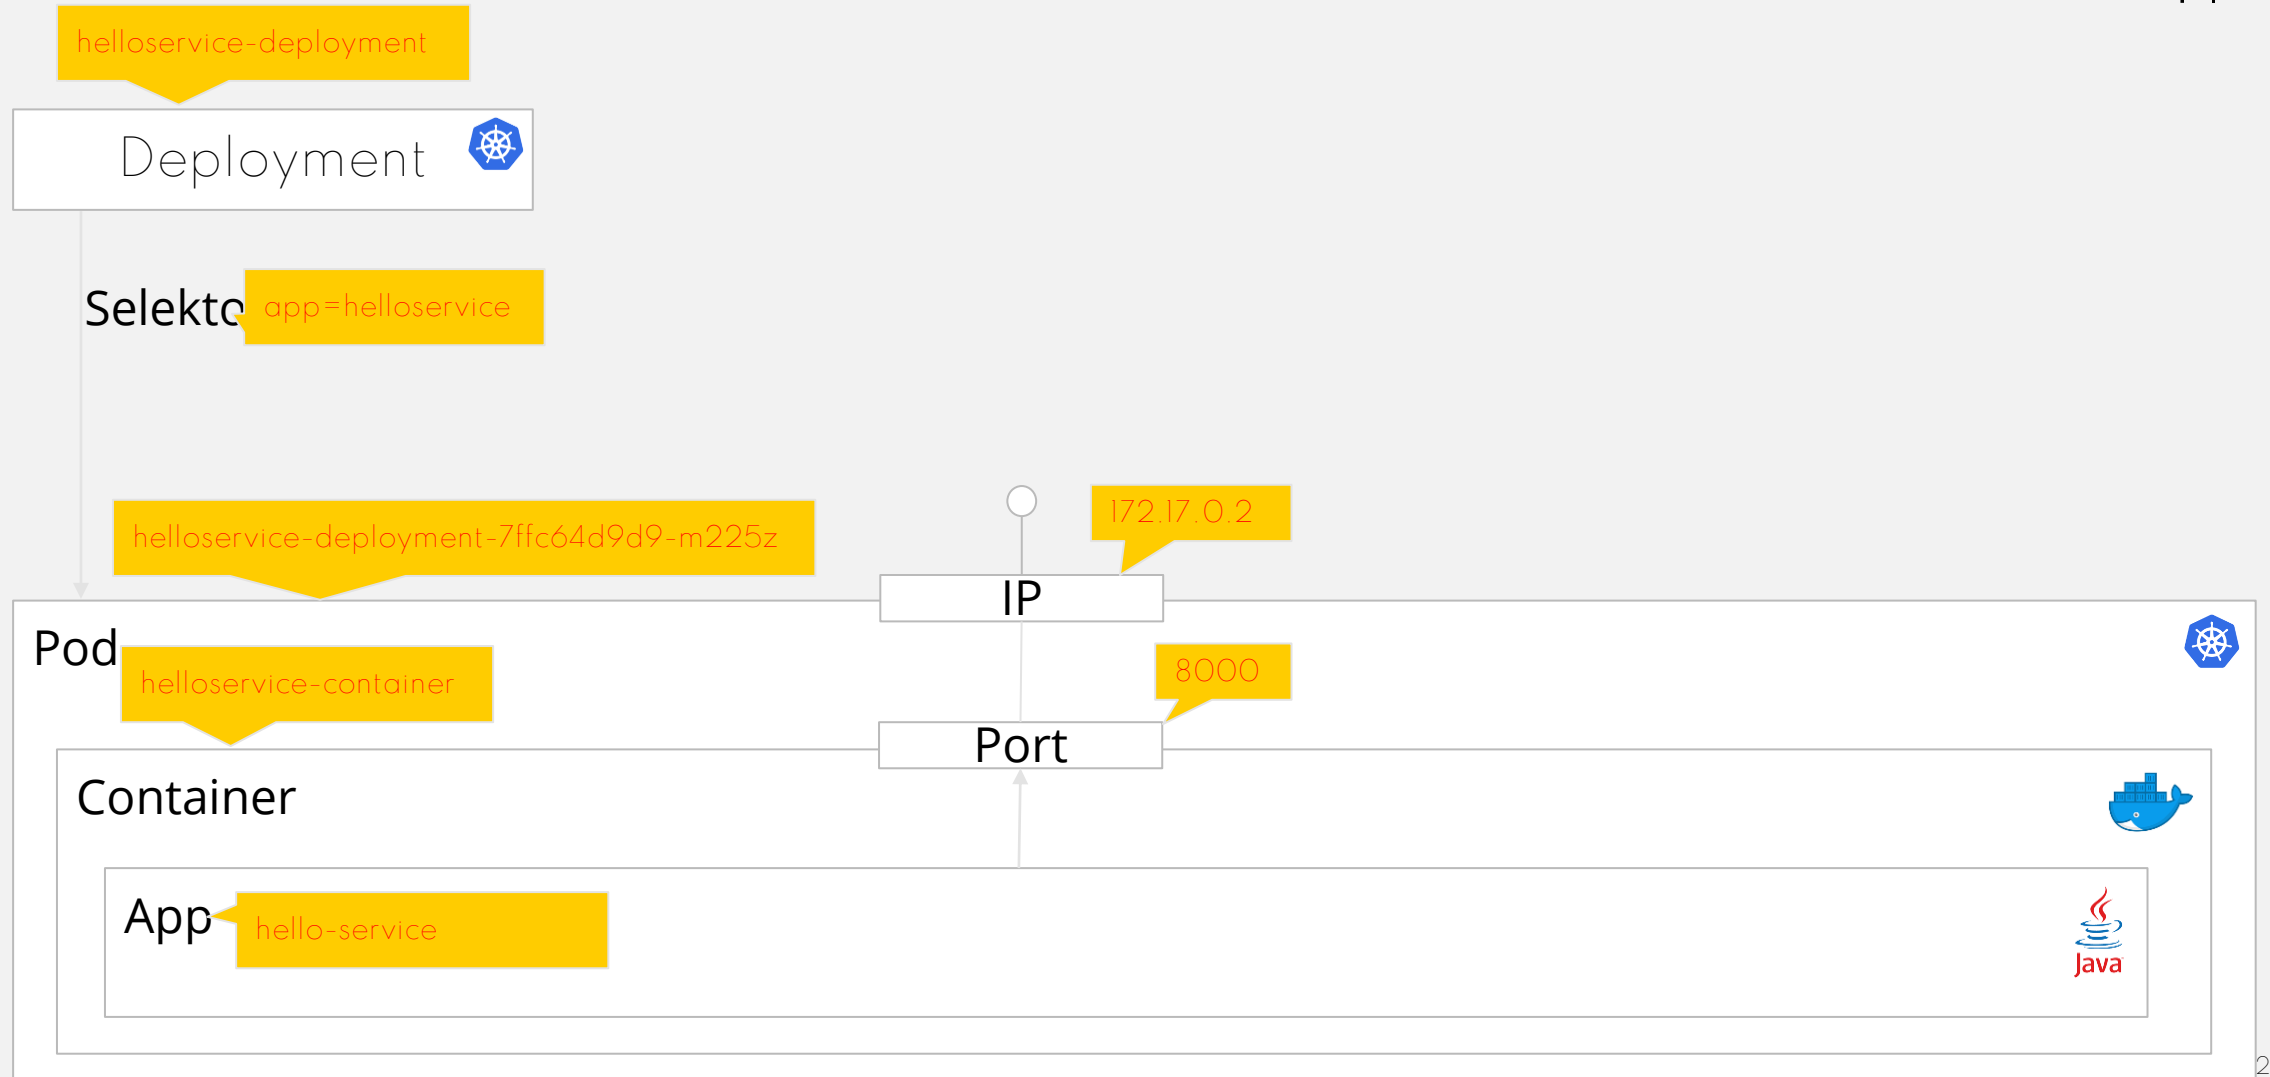 helloservice-deployment
Deployment
Selekto
app=helloservice
helloservice-deployment-7ffc64d9d9-m225z
172.17.0.2
IP
Pod
helloservice-container
8000
Port
Container
App
hello-service
Java
2